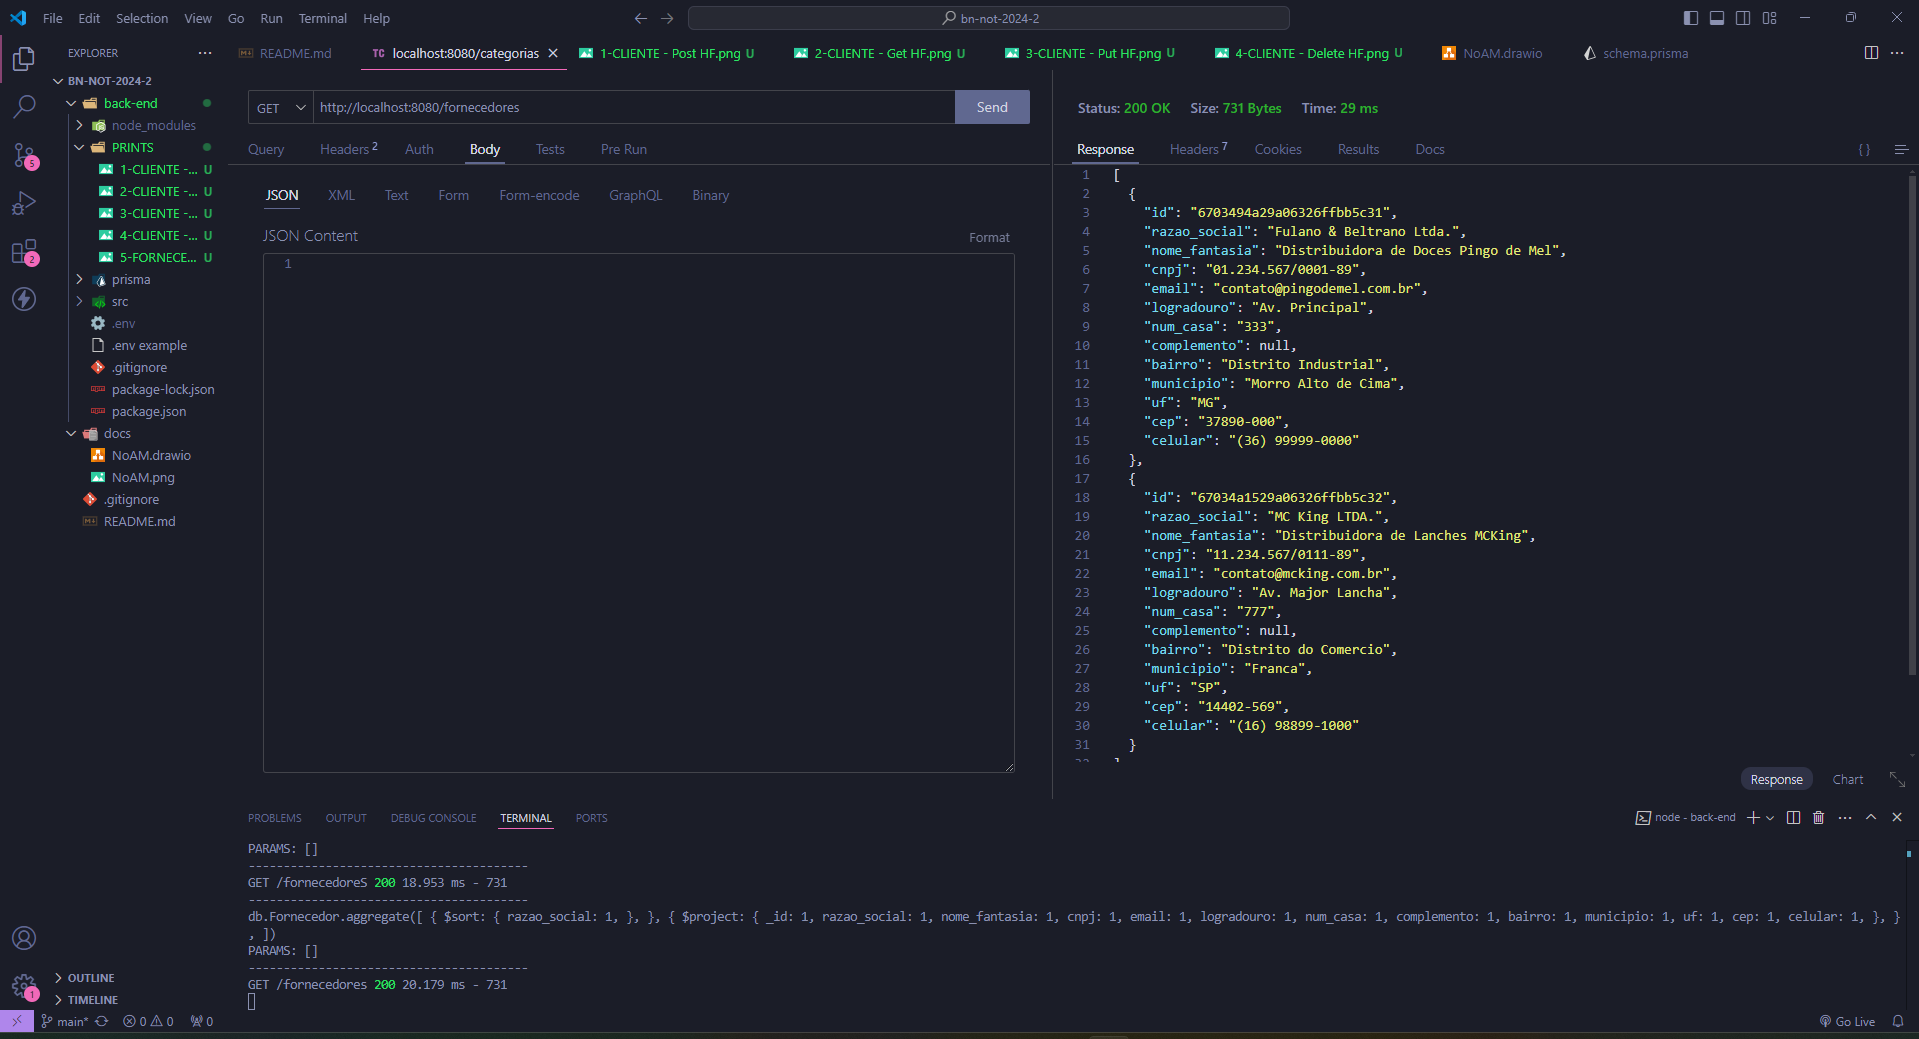 File Edit Selection View Go Run Terminal Help
bn-not-2024-2
EXPLORER
README.md
TC localhost:8080/categorias
1-CLIENTE - Post HF.png U
2-CLIENTE - Get HF.png U
3-CLIENTE - Put HF.png U
4-CLIENTE - Delete HF.png U
NoAM.drawio
schema.prisma
BN-NOT-2024-2
back-end
node_modules
PRINTS
1-CLIENTE -... U
2-CLIENTE -... U
3-CLIENTE -... U
4-CLIENTE -... U
5-FORNECE... U
prisma
src
.env
.env example
.gitignore
package-lock.json
package.json
docs
NoAM.drawio
NoAM.png
.gitignore
README.md
5
2
1
OUTLINE
TIMELINE
GET http://localhost:8080/fornecedores Send
Query Headers 2 Auth Body Tests Pre Run
JSON XML Text Form Form-encode GraphQL Binary
JSON Content Format
1
Status: 200 OK Size: 731 Bytes Time: 29 ms
Response Headers 7 Cookies Results Docs { }
1 [
2 {
3 "id": "6703494a29a06326ffbb5c31",
4 "razao_social": "Fulano & Beltrano Ltda.",
5 "nome_fantasia": "Distribuidora de Doces Pingo de Mel",
6 "cnpj": "01.234.567/0001-89",
7 "email": "contato@pingodemel.com.br",
8 "logradouro": "Av. Principal",
9 "num_casa": "333",
10 "complemento": null,
11 "bairro": "Distrito Industrial",
12 "municipio": "Morro Alto de Cima",
13 "uf": "MG",
14 "cep": "37890-000",
15 "celular": "(36) 99999-0000"
16 },
17 {
18 "id": "67034a1529a06326ffbb5c32",
19 "razao_social": "MC King LTDA.",
20 "nome_fantasia": "Distribuidora de Lanches MCKing",
21 "cnpj": "11.234.567/0111-89",
22 "email": "contato@mcking.com.br",
23 "logradouro": "Av. Major Lancha",
24 "num_casa": "777",
25 "complemento": null,
26 "bairro": "Distrito do Comercio",
27 "municipio": "Franca",
28 "uf": "SP",
29 "cep": "14402-569",
30 "celular": "(16) 98899-1000"
31 }
Response Chart
PROBLEMS OUTPUT DEBUG CONSOLE TERMINAL PORTS
node - back-end
PARAMS: []
--------------------------------------
GET /fornecedoreS 200 18.953 ms - 731
--------------------------------------
db.Fornecedor.aggregate([ { $sort: { razao_social: 1, }, }, { $project: { _id: 1, razao_social: 1, nome_fantasia: 1, cnpj: 1, email: 1, logradouro: 1, num_casa: 1, complemento: 1, bairro: 1, municipio: 1, uf: 1, cep: 1, celular: 1, }, }
, ])
PARAMS: []
--------------------------------------
GET /fornecedores 200 20.179 ms - 731
main* 0 0 0
Go Live